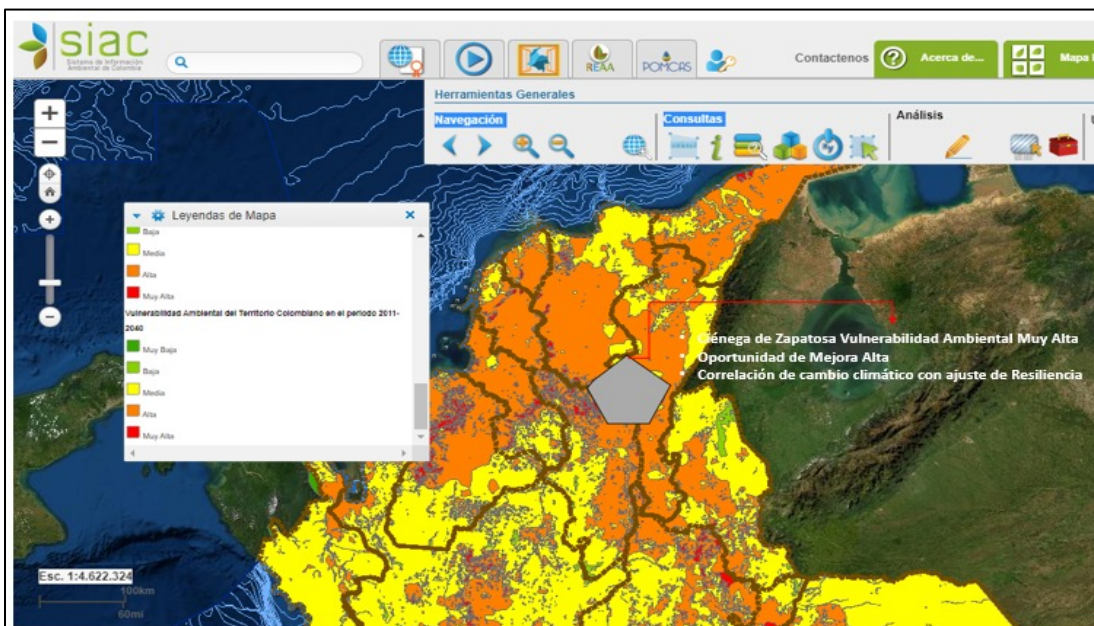 siac
Sistema de Información
Ambiental de Colombia
REAA
POMCAS
Contactenos
Acerca de...
Mapa
Herramientas Generales
Navegación
Consultas
Análisis
Leyendas de Mapa
Baja
Media
Alta
Muy Alta
Vulnerabilidad Ambiental del Territorio Colombiano en el periodo 2011-
2040
Muy Baja
Baja
Media
Alta
Muy Alta
Ciénega de Zapatosa Vulnerabilidad Ambiental Muy Alta
Oportunidad de Mejora Alta
Correlación de cambio climático con ajuste de Resiliencia
Esc. 1:4.622.324
100km
60mi